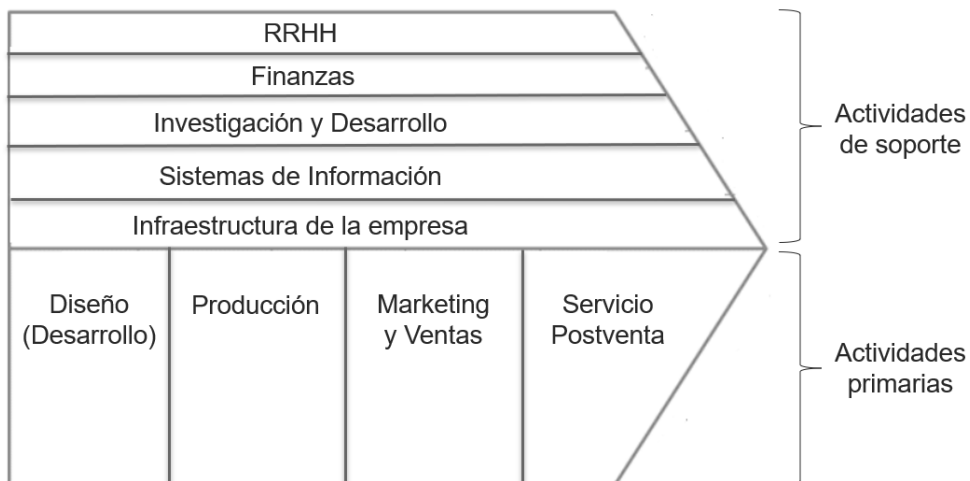 RRHH
Finanzas
Investigación y Desarrollo
Sistemas de Información
Infraestructura de la empresa
Actividades
de soporte
Diseño
(Desarrollo)
Producción
Marketing
y Ventas
Servicio
Postventa
Actividades
primarias